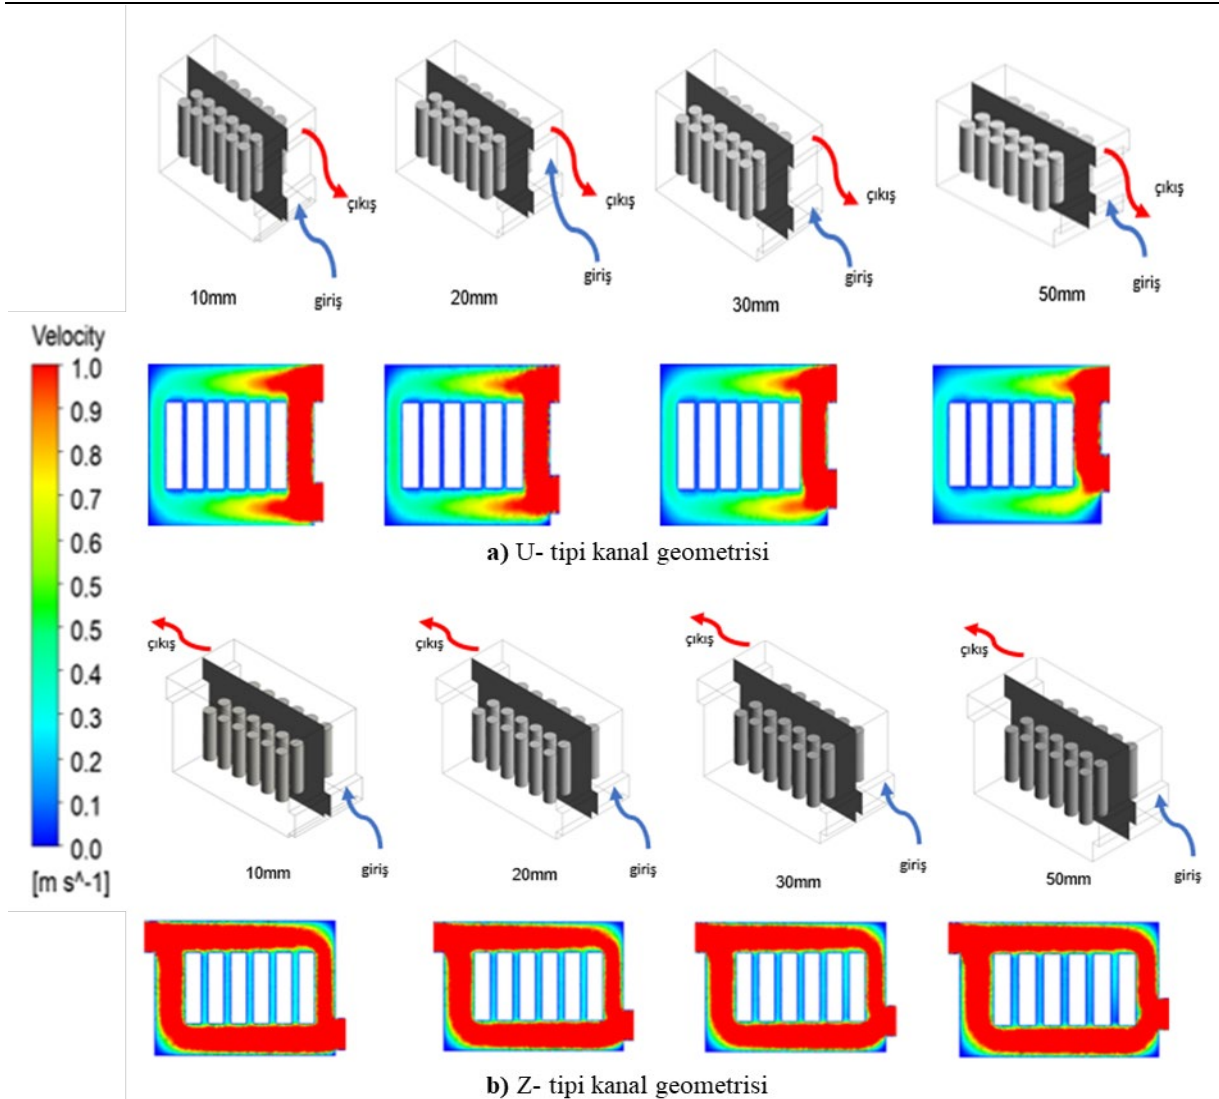 çıkış
çıkış
çıkış
çıkış
giriş
giriş
giriş
giriş
10mm
20mm
30mm
50mm
Velocity
1.0
0.9
0.8
0.7
0.6
0.5
0.5
0.4
0.3
0.2
0.1
0.0
[m s^-1]
a) U- tipi kanal geometrisi
çıkış
çıkış
çıkış
çıkış
10mm
20mm
30mm
50mm
giriş
giriş
giriş
giriş
b) Z- tipi kanal geometrisi